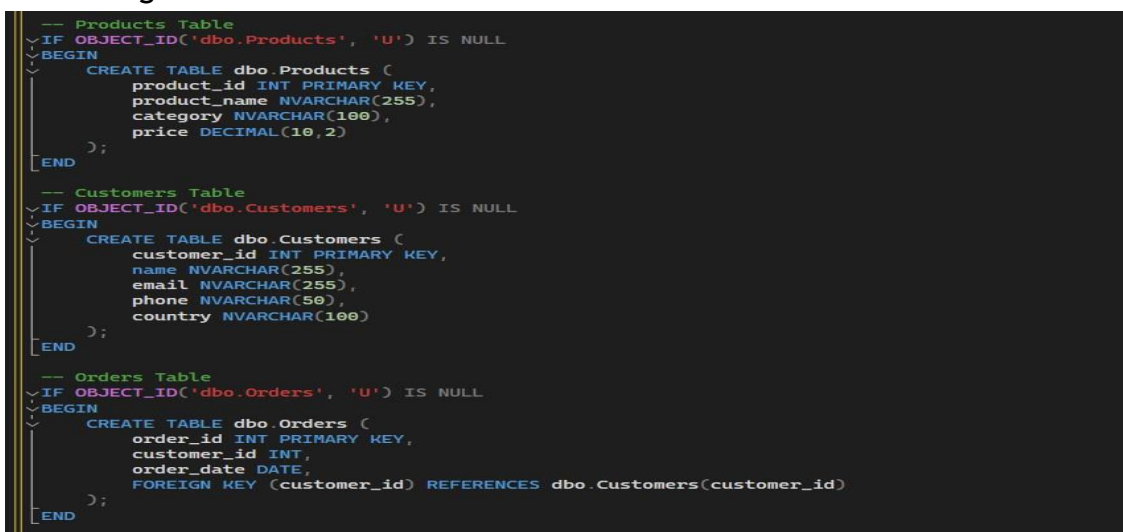 -- Products Table
IF OBJECT_ID('dbo.Products', 'U') IS NULL
BEGIN
CREATE TABLE dbo.Products (
product_id INT PRIMARY KEY,
product_name NVARCHAR(255),
category NVARCHAR(100),
price DECIMAL(10,2)
);
END
-- Customers Table
IF OBJECT_ID('dbo.Customers', 'U') IS NULL
BEGIN
CREATE TABLE dbo.Customers (
customer_id INT PRIMARY KEY,
name NVARCHAR(255),
email NVARCHAR(255),
phone NVARCHAR(50),
country NVARCHAR(100)
);
END
-- Orders Table
IF OBJECT_ID('dbo.Orders', 'U') IS NULL
BEGIN
CREATE TABLE dbo.Orders (
order_id INT PRIMARY KEY,
customer_id INT,
order_date DATE,
FOREIGN KEY (customer_id) REFERENCES dbo.Customers(customer_id)
);
END